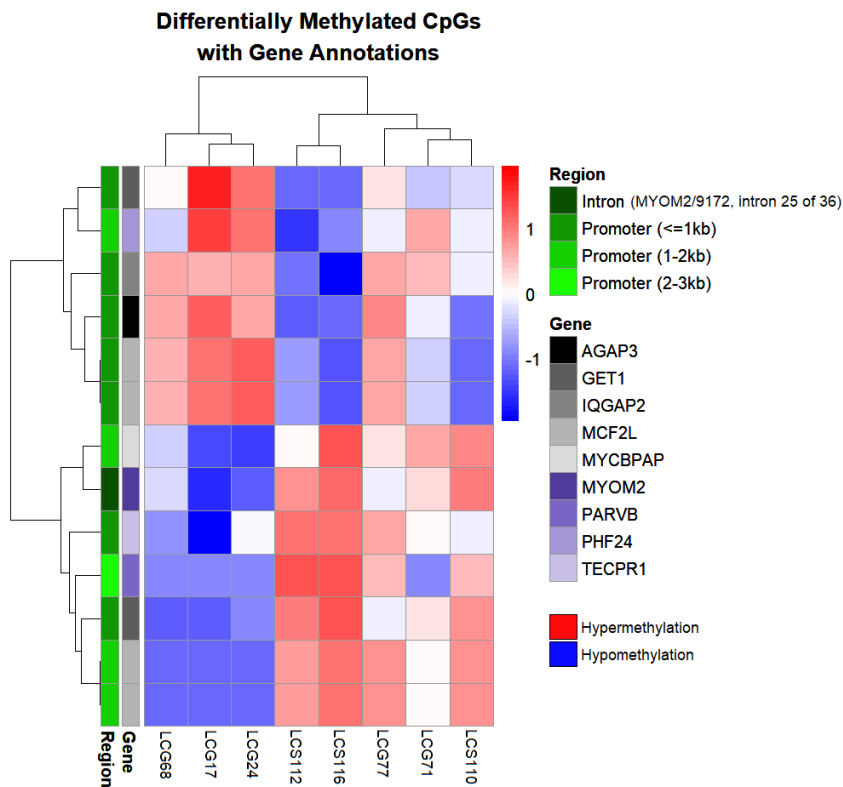 Differentially Methylated CpGs
with Gene Annotations
1
0
-1
Region
Intron (MYOM2/9172, intron 25 of 36)
Promoter (<=1kb)
Promoter (1-2kb)
Promoter (2-3kb)
Gene
AGAP3
GET1
IQGAP2
MCF2L
MYCBPAP
MYOM2
PARVB
PHF24
TECPR1
Hypermethylation
Hypomethylation
Region
Gene
LCG68
LCG17
LCG24
LCS112
LCS116
LCG77
LCG71
LCS110